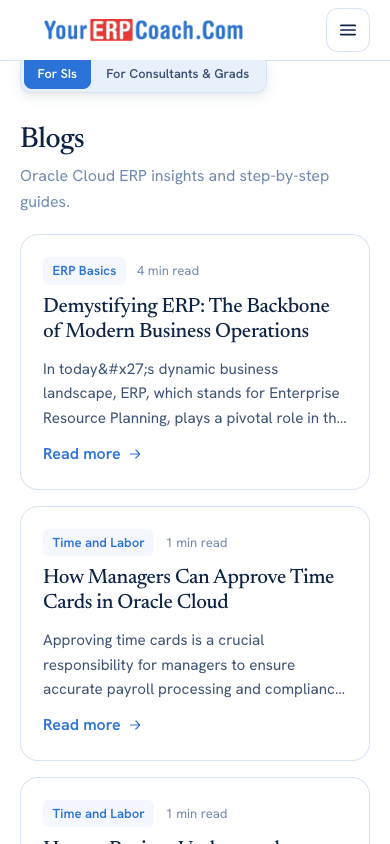 YourERPCoach.Com
For SIs
For Consultants & Grads
Blogs
Oracle Cloud ERP insights and step-by-step
guides.
ERP Basics
4 min read
Demystifying ERP: The Backbone
of Modern Business Operations
In today&#x27;s dynamic business
landscape, ERP, which stands for Enterprise
Resource Planning, plays a pivotal role in th…
Read more →
Time and Labor
1 min read
How Managers Can Approve Time
Cards in Oracle Cloud
Approving time cards is a crucial
responsibility for managers to ensure
accurate payroll processing and complianc…
Read more →
Time and Labor
1 min read